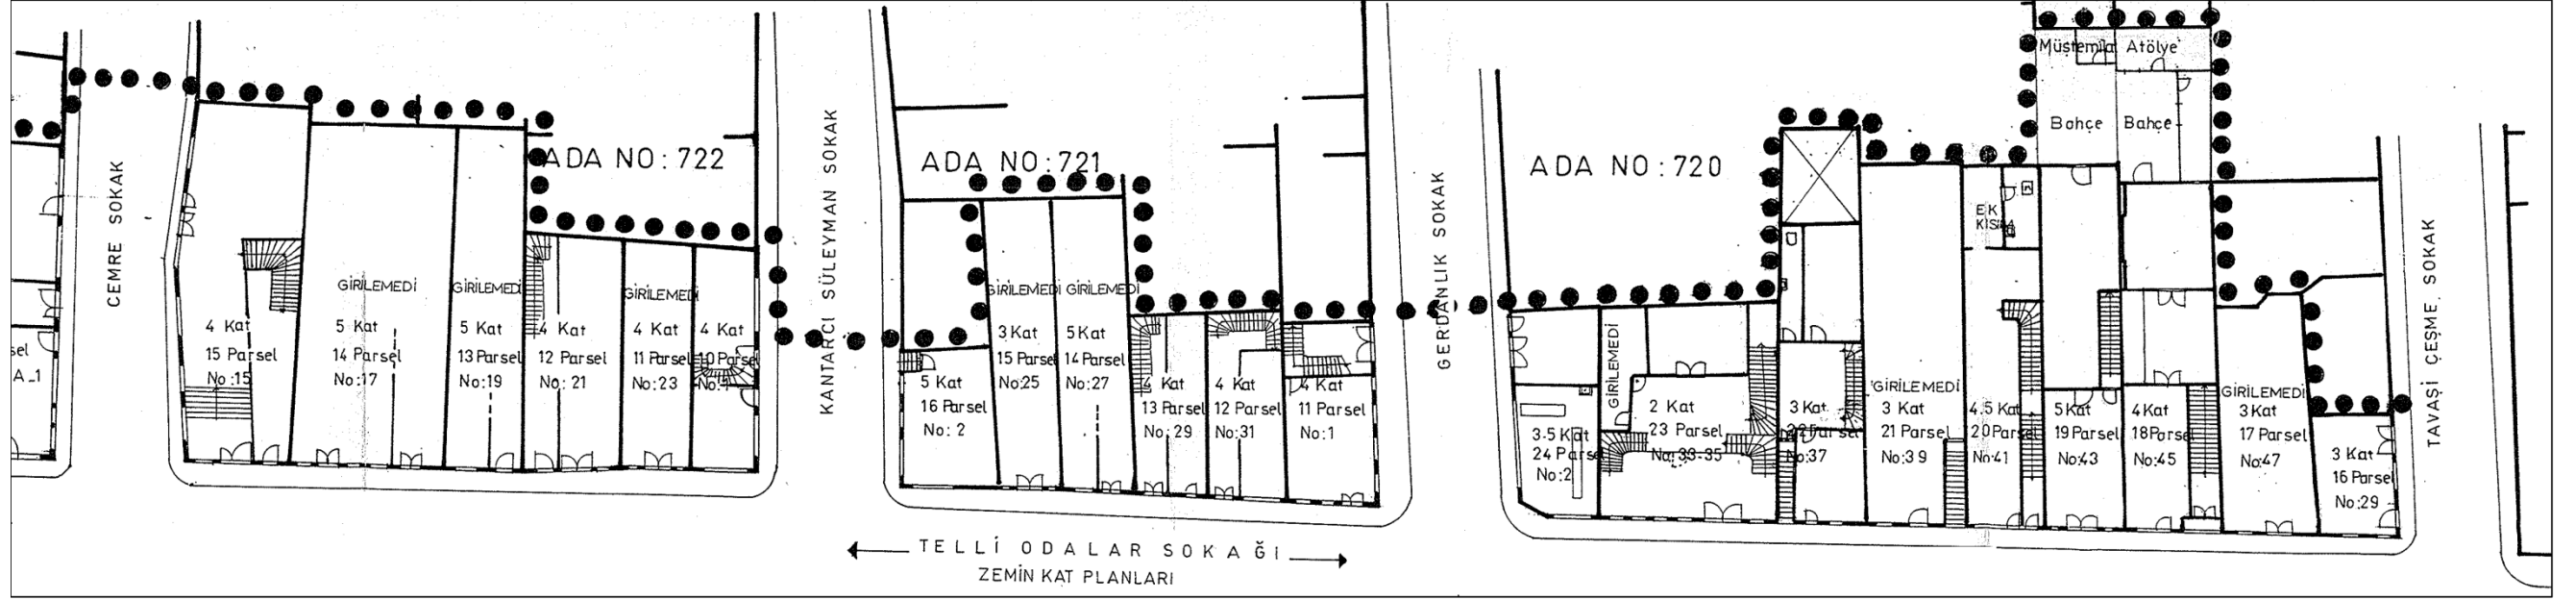 Müştemila
Atölye
Bahçe
Bahçe
ADA NO:722
ADA NO:721
ADA NO:720
CEMRE SOKAK
KANTARCI SÜLEYMAN SOKAK
GERDANLIK SOKAK
TAVAŞİ ÇEŞME SOKAK
A_1
4 Kat
15 Parsel
No:15
GİRİLEMEDİ
5 Kat
14 Parsel
No:17
GİRİLEMEDİ
5 Kat
13 Parsel
No:19
4 Kat
12 Parsel
No: 21
GİRİLEMEDİ
4 Kat
11 Parsel
No:23
4 Kat
10 Parsel
5 Kat
16 Parsel
No: 2
GİRİLEMEDİ
3 Kat
15 Parsel
No:25
GİRİLEMEDİ
5 Kat
14 Parsel
No:27
4 Kat
13 Parsel
No: 29
4 Kat
12 Parsel
No:31
4 Kat
11 Parsel
No:1
3.5 Kat
24 Parsel
No:2
GİRİLEMEDİ
2 Kat
23 Parsel
No: 33-35
3 Kat
22 Parsel
No:37
GİRİLEMEDİ
3 Kat
21 Parsel
No:39
EK
KISIM
4.5 Kat
20 Parsel
No:41
5 Kat
19 Parsel
No:43
4 Kat
18 Parsel
No:45
GİRİLEMEDİ
3 Kat
17 Parsel
No:47
3 Kat
16 Parsel
No:29
TELLİ ODALAR SOKAĞI
ZEMİN KAT PLANLARI